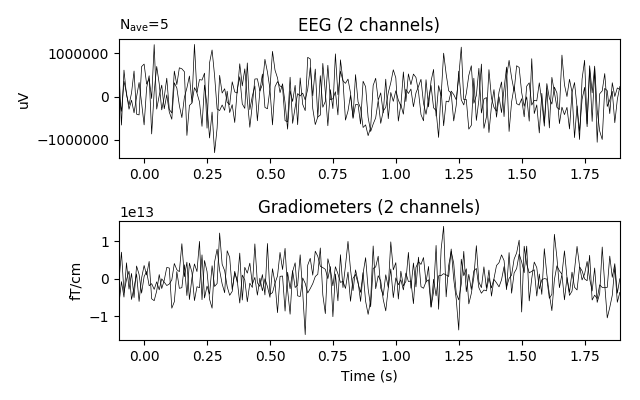 N_ave=5
EEG (2 channels)
1000000
0
−1000000
uV
0.00 0.25 0.50 0.75 1.00 1.25 1.50 1.75
1e13
Gradiometers (2 channels)
1
0
−1
fT/cm
0.00 0.25 0.50 0.75 1.00 1.25 1.50 1.75
Time (s)